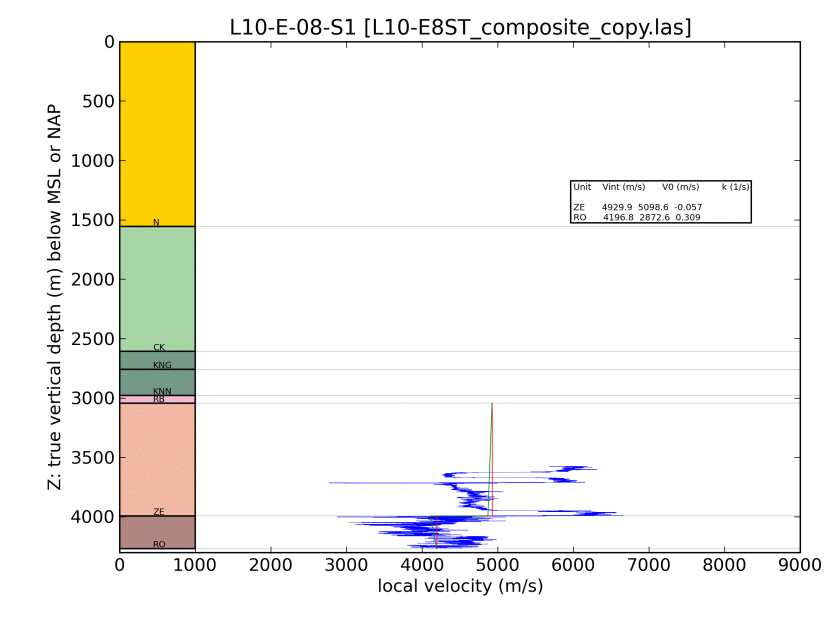 L10-E-08-S1 [L10-E8ST_composite_copy.las]
Z: true vertical depth (m) below MSL or NAP
0
500
1000
1500
2000
2500
3000
3500
4000
N
CK
KNG
KNN
RB
ZE
RO
Unit Vint (m/s) V0 (m/s) k (1/s)
ZE 4929.9 5098.6 -0.057
RO 4196.8 2872.6 0.309
0 1000 2000 3000 4000 5000 6000 7000 8000 9000
local velocity (m/s)